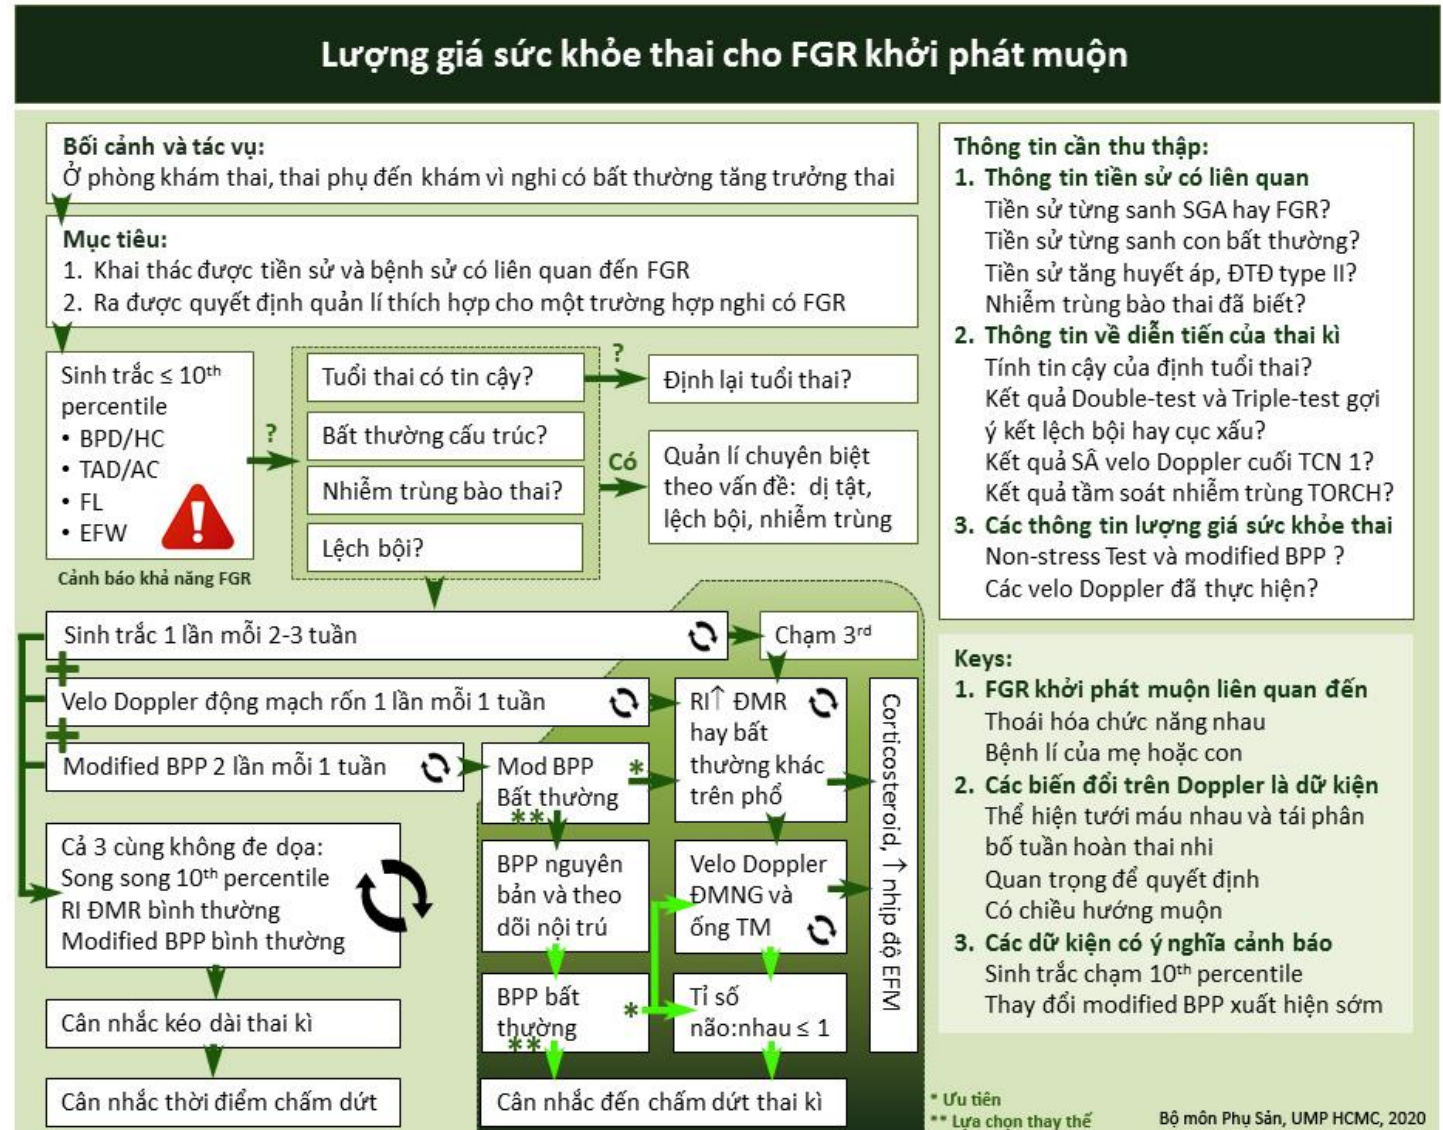 Lượng giá sức khỏe thai cho FGR khởi phát muộn
Bối cảnh và tác vụ:
Ở phòng khám thai, thai phụ đến khám vì nghi có bất thường tăng trưởng thai
Mục tiêu:
1. Khai thác được tiền sử và bệnh sử có liên quan đến FGR
2. Ra được quyết định quản lí thích hợp cho một trường hợp nghi có FGR
Sinh trắc ≤ 10th
percentile
• BPD/HC
• TAD/AC
• FL
• EFW
Cảnh báo khả năng FGR
?
Tuổi thai có tin cậy?
Bất thường cấu trúc?
Nhiễm trùng bào thai?
Lệch bội?
?
Định lại tuổi thai?
Có
Quản lí chuyên biệt
theo vấn đề: dị tật,
lệch bội, nhiễm trùng
Sinh trắc 1 lần mỗi 2-3 tuần
Chạm 3rd
+
Velo Doppler động mạch rốn 1 lần mỗi 1 tuần
+
Modified BPP 2 lần mỗi 1 tuần
Mod BPP *
Bất thường
**
RI↑ ĐMR
hay bất
thường khác
trên phổ
Corticosteroid, ↑ nhịp độ EFM
Cả 3 cùng không đe dọa:
Song song 10th percentile
RI ĐMR bình thường
Modified BPP bình thường
BPP nguyên
bản và theo
dõi nội trú
Velo Doppler
ĐMNG và
ống TM
BPP bất
thường *
**
Tỉ số
não:nhau ≤ 1
Cân nhắc kéo dài thai kì
Cân nhắc thời điểm chấm dứt
Cân nhắc đến chấm dứt thai kì
Thông tin cần thu thập:
1. Thông tin tiền sử có liên quan
Tiền sử từng sanh SGA hay FGR?
Tiền sử từng sanh con bất thường?
Tiền sử tăng huyết áp, ĐTĐ type II?
Nhiễm trùng bào thai đã biết?
2. Thông tin về diễn tiến của thai kì
Tính tin cậy của định tuổi thai?
Kết quả Double-test và Triple-test gợi
ý kết lệch bội hay cục xấu?
Kết quả SÂ velo Doppler cuối TCN 1?
Kết quả tầm soát nhiễm trùng TORCH?
3. Các thông tin lượng giá sức khỏe thai
Non-stress Test và modified BPP ?
Các velo Doppler đã thực hiện?
Keys:
1. FGR khởi phát muộn liên quan đến
Thoái hóa chức năng nhau
Bệnh lí của mẹ hoặc con
2. Các biến đổi trên Doppler là dữ kiện
Thể hiện tưới máu nhau và tái phân
bố tuần hoàn thai nhi
Quan trọng để quyết định
Có chiều hướng muộn
3. Các dữ kiện có ý nghĩa cảnh báo
Sinh trắc chạm 10th percentile
Thay đổi modified BPP xuất hiện sớm
* Ưu tiên
** Lựa chọn thay thế
Bộ môn Phụ Sản, UMP HCMC, 2020